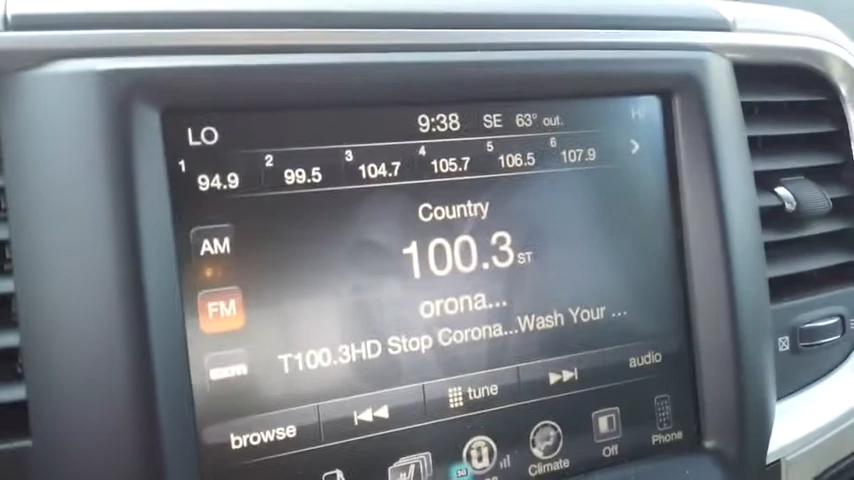 LO 9:38 SE 63° out. HI
1 94.9 2 99.5 3 104.7 4 105.7 5 106.5 6 107.9
Country
AM
100.3 ST
FM
orona...
T100.3HD Stop Corona...Wash Your ...
sxm
browse tune audio
Climate Off Phone